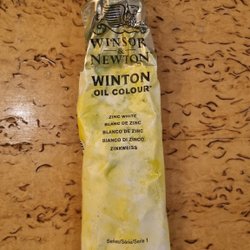 WINSOR
&
NEWTON
WINTON
OIL COLOUR
ZINC WHITE
BLANC DE ZINC
BLANCO DE ZINC
BIANCO DI ZINCO
ZINKWEISS
Series/Série/Serie 1